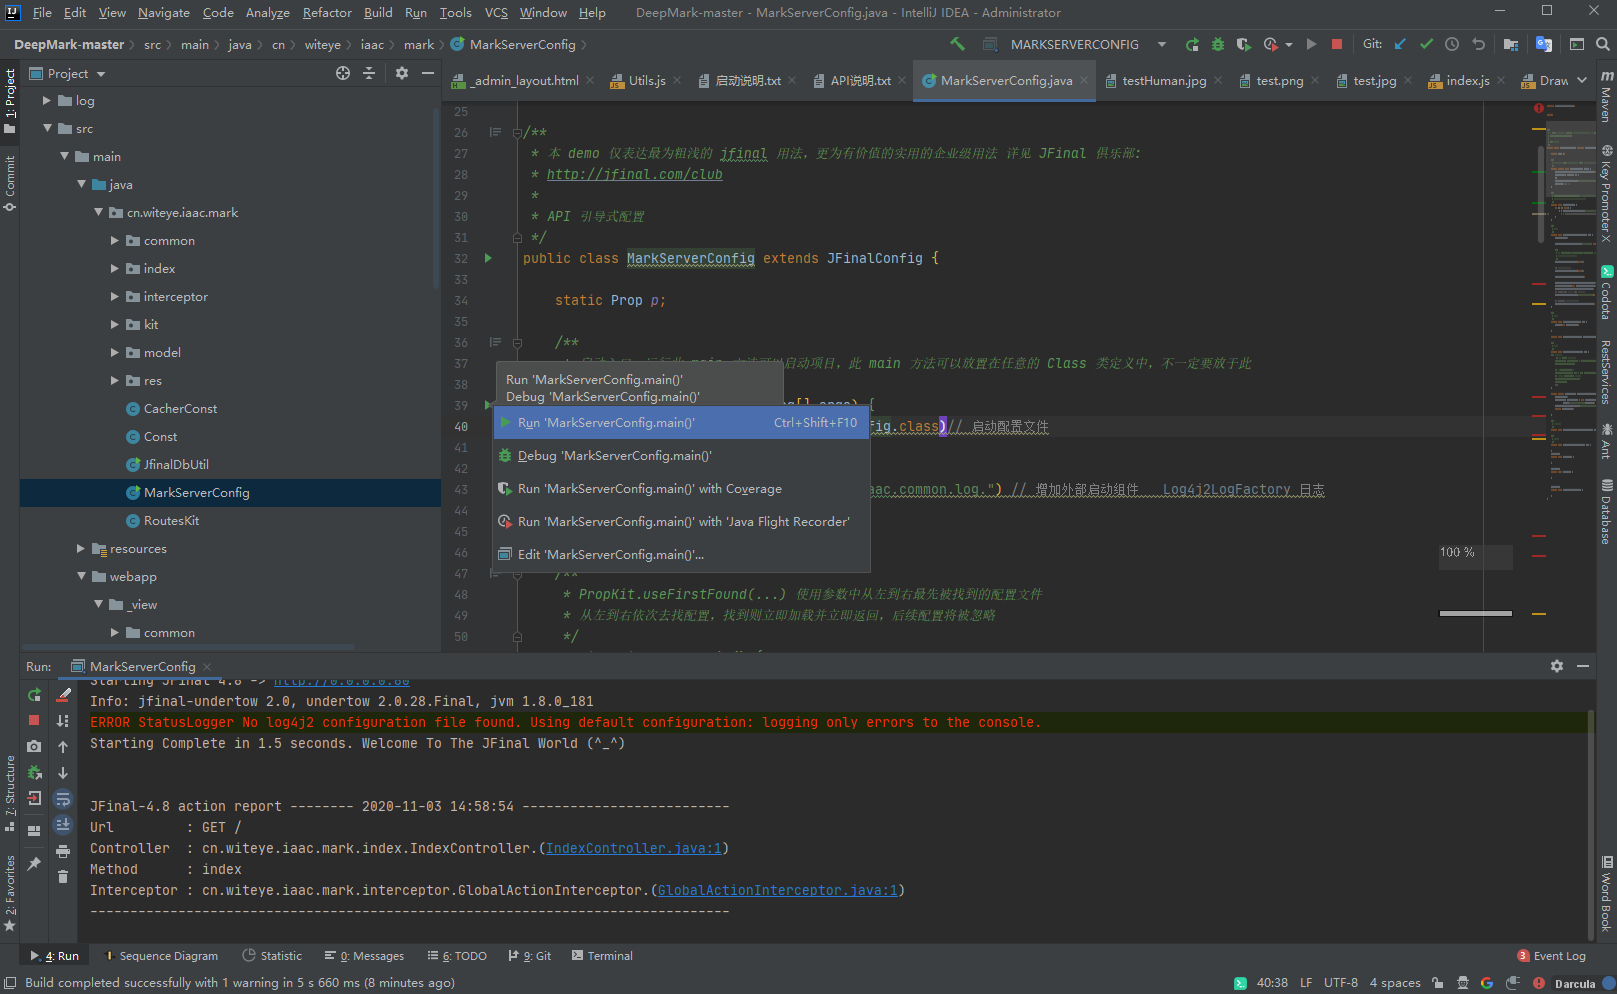 File Edit View Navigate Code Analyze Refactor Build Run Tools VCS Window Help DeepMark-master - MarkServerConfig.java - IntelliJ IDEA - Administrator
DeepMark-master src main java cn witeye iaac mark MarkServerConfig MARKSERVERCONFIG Git:
Project
_admin_layout.html Utils.js 启动说明.txt API说明.txt MarkServerConfig.java testHuman.jpg test.png test.jpg index.js Draw
1: Project
Commit
7: Structure
2: Favorites
log
src
main
java
cn.witeye.iaac.mark
common
index
interceptor
kit
model
res
CacherConst
Const
JfinalDbUtil
MarkServerConfig
RoutesKit
resources
webapp
_view
common
25
26 /**
27 * 本 demo 仅表达最为粗浅的 jfinal 用法，更为有价值的实用的企业级用法 详见 JFinal 俱乐部:
28 * http://jfinal.com/club
29 *
30 * API 引导式配置
31 */
32 public class MarkServerConfig extends JFinalConfig {
33
34 static Prop p;
35
36 /**
37 main 方法可以启动项目，此 main 方法可以放置在任意的 Class 类定义中，不一定要放于此
38
39 args) {
40 fig.class)// 启动配置文件
41
42
43 aac.common.log.") // 增加外部启动组件 Log4j2LogFactory 日志
44
45
46
47 /**
48 * PropKit.useFirstFound(...) 使用参数中从左到右最先被找到的配置文件
49 * 从左到右依次去找配置，找到则立即加载并立即返回，后续配置将被忽略
50 */
Run 'MarkServerConfig.main()'
Debug 'MarkServerConfig.main()'
Run 'MarkServerConfig.main()' Ctrl+Shift+F10
Debug 'MarkServerConfig.main()'
Run 'MarkServerConfig.main()' with Coverage
Run 'MarkServerConfig.main()' with 'Java Flight Recorder'
Edit 'MarkServerConfig.main()'...
100 %
Maven
Key Promoter X
Codota
RestServices
Ant
Database
Word Book
Run: MarkServerConfig
Starting JFinal 4.8 -> http://0.0.0.0:80
Info: jfinal-undertow 2.0, undertow 2.0.28.Final, jvm 1.8.0_181
ERROR StatusLogger No log4j2 configuration file found. Using default configuration: logging only errors to the console.
Starting Complete in 1.5 seconds. Welcome To The JFinal World (^_^)
JFinal-4.8 action report -------- 2020-11-03 14:58:54 --------------------------
Url : GET /
Controller : cn.witeye.iaac.mark.index.IndexController.(IndexController.java:1)
Method : index
Interceptor : cn.witeye.iaac.mark.interceptor.GlobalActionInterceptor.(GlobalActionInterceptor.java:1)
--------------------------------------------------------------------------------
4: Run Sequence Diagram Statistic 0: Messages 6: TODO 9: Git Terminal 3 Event Log
Build completed successfully with 1 warning in 5 s 660 ms (8 minutes ago) 40:38 LF UTF-8 4 spaces Darcula